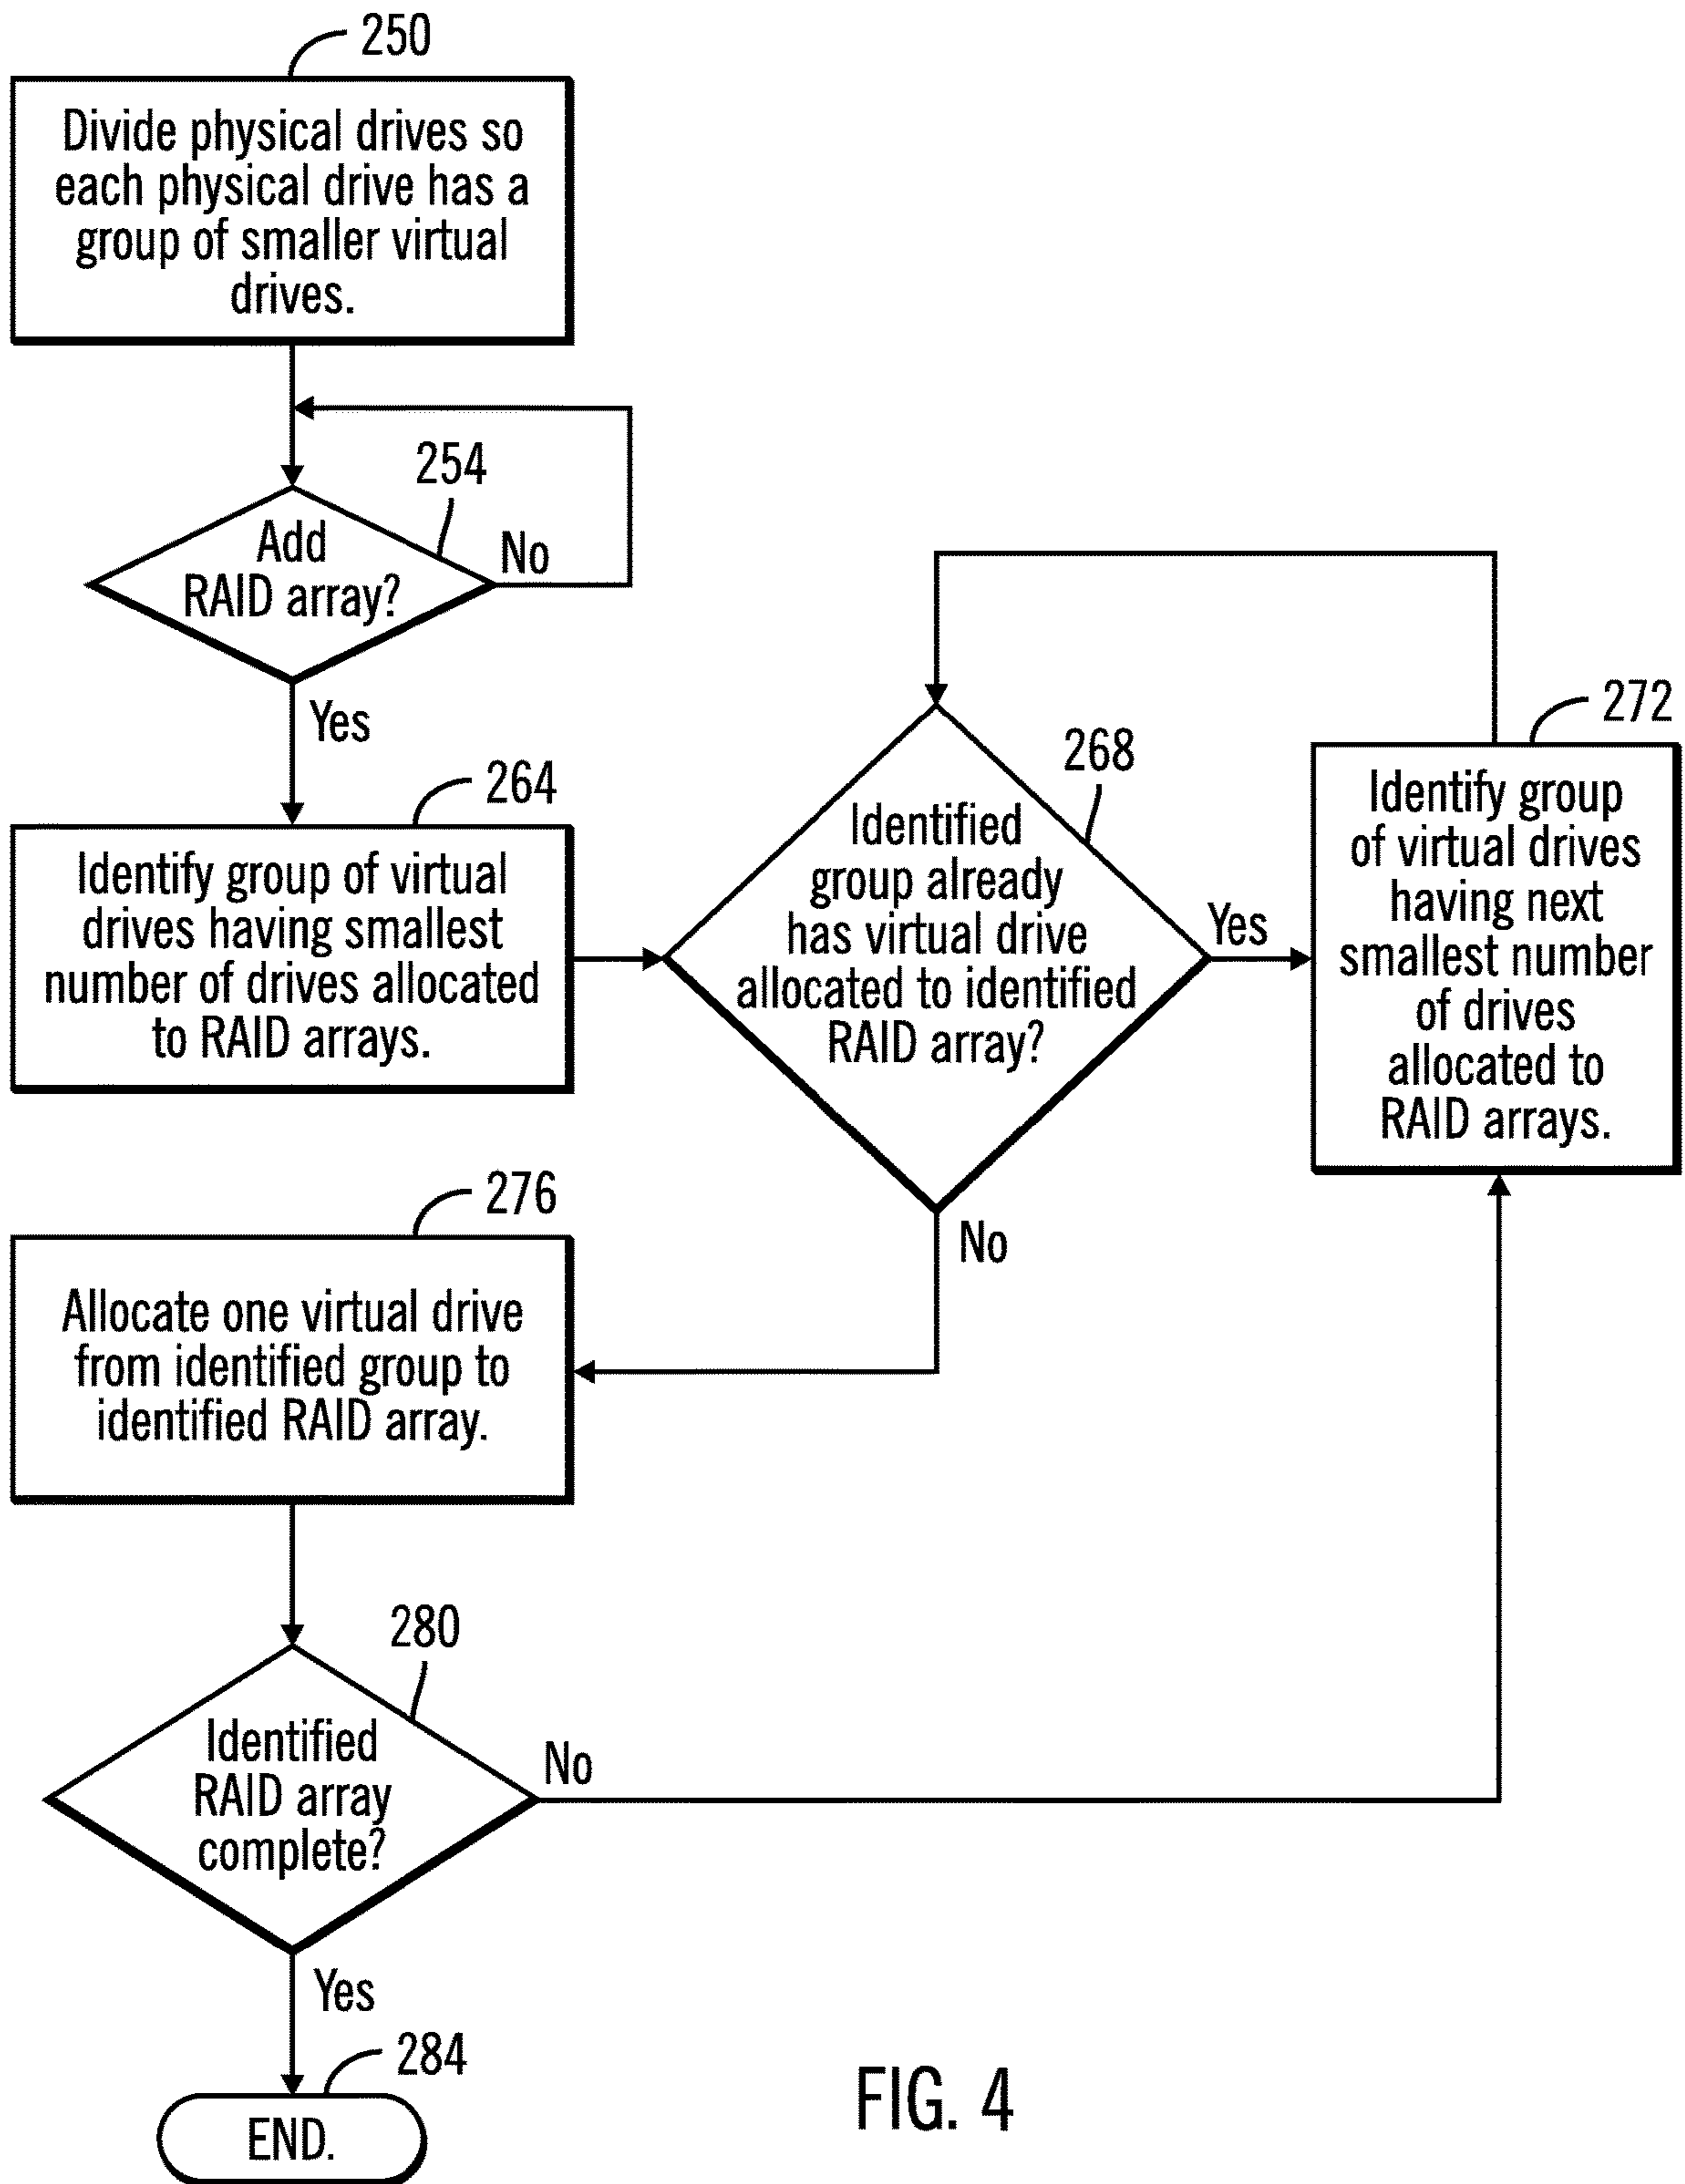 250
Divide physical drives so
each physical drive has a
group of smaller virtual
drives.
254
Add
RAID array?
No
Yes
264
Identify group of virtual
drives having smallest
number of drives allocated
to RAID arrays.
268
Identified
group already
has virtual drive
allocated to identified
RAID array?
Yes
No
272
Identify group
of virtual drives
having next
smallest number
of drives
allocated to
RAID arrays.
276
Allocate one virtual drive
from identified group to
identified RAID array.
280
Identified
RAID array
complete?
No
Yes
284
END.
FIG. 4